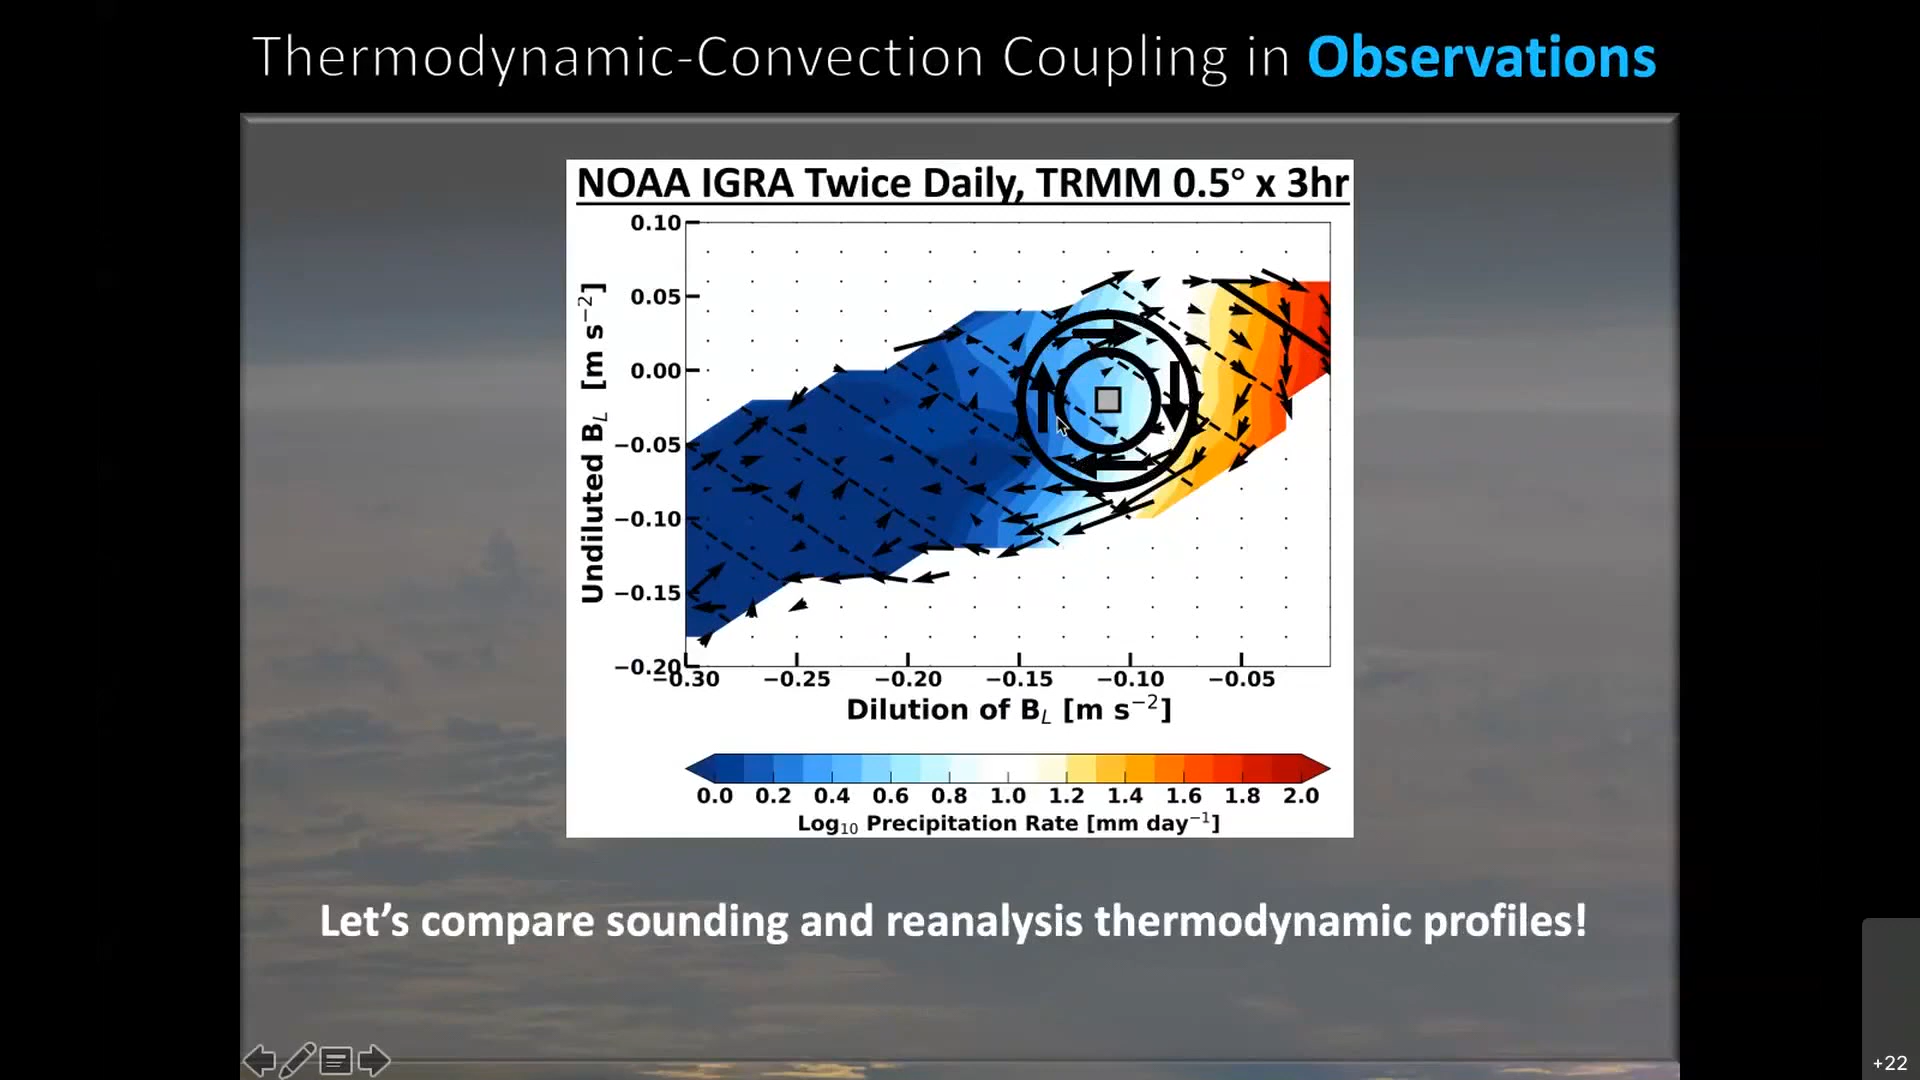 Thermodynamic-Convection Coupling in Observations
NOAA IGRA Twice Daily, TRMM 0.5° x 3hr
0.10
0.05
0.00
−0.05
−0.10
−0.15
−0.20
Undiluted B_L [m s⁻²]
−0.30 −0.25 −0.20 −0.15 −0.10 −0.05
Dilution of B_L [m s⁻²]
0.0 0.2 0.4 0.6 0.8 1.0 1.2 1.4 1.6 1.8 2.0
Log₁₀ Precipitation Rate [mm day⁻¹]
Let's compare sounding and reanalysis thermodynamic profiles!
+22